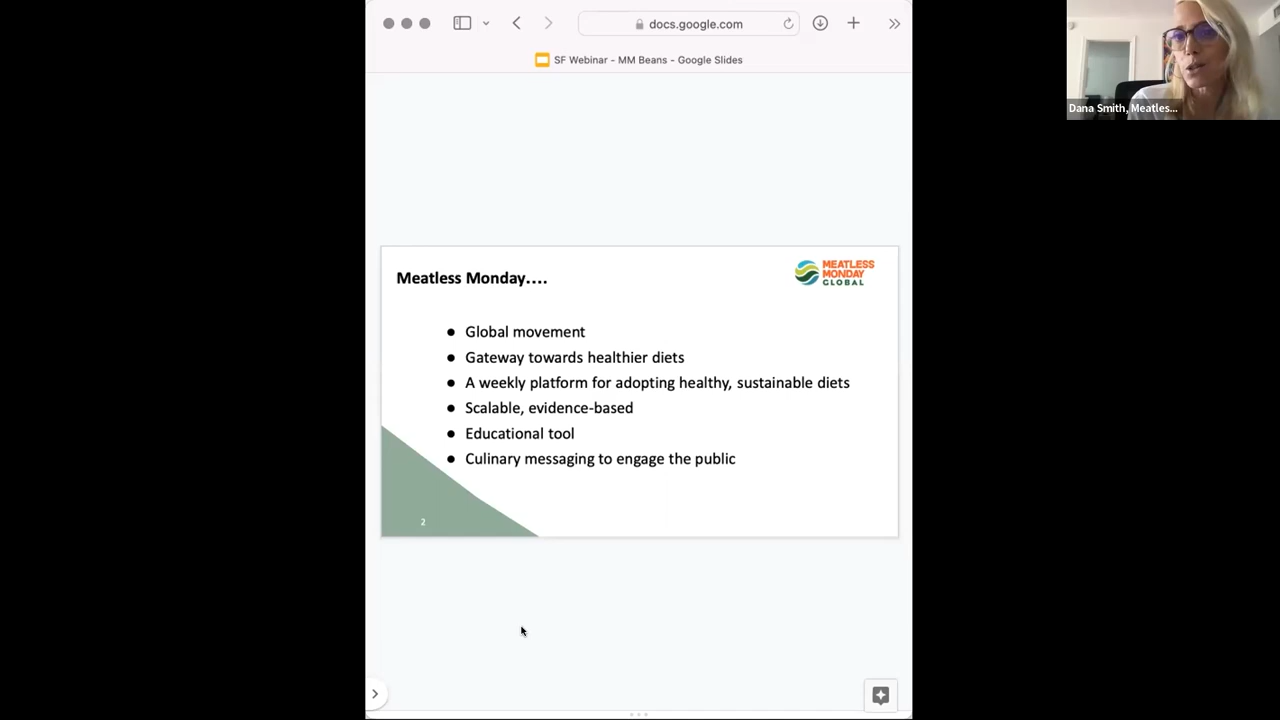 docs.google.com
SF Webinar - MM Beans - Google Slides
Dana Smith, Meatles...
Meatless Monday....
MEATLESS
MONDAY
GLOBAL
● Global movement
● Gateway towards healthier diets
● A weekly platform for adopting healthy, sustainable diets
● Scalable, evidence-based
● Educational tool
● Culinary messaging to engage the public
2